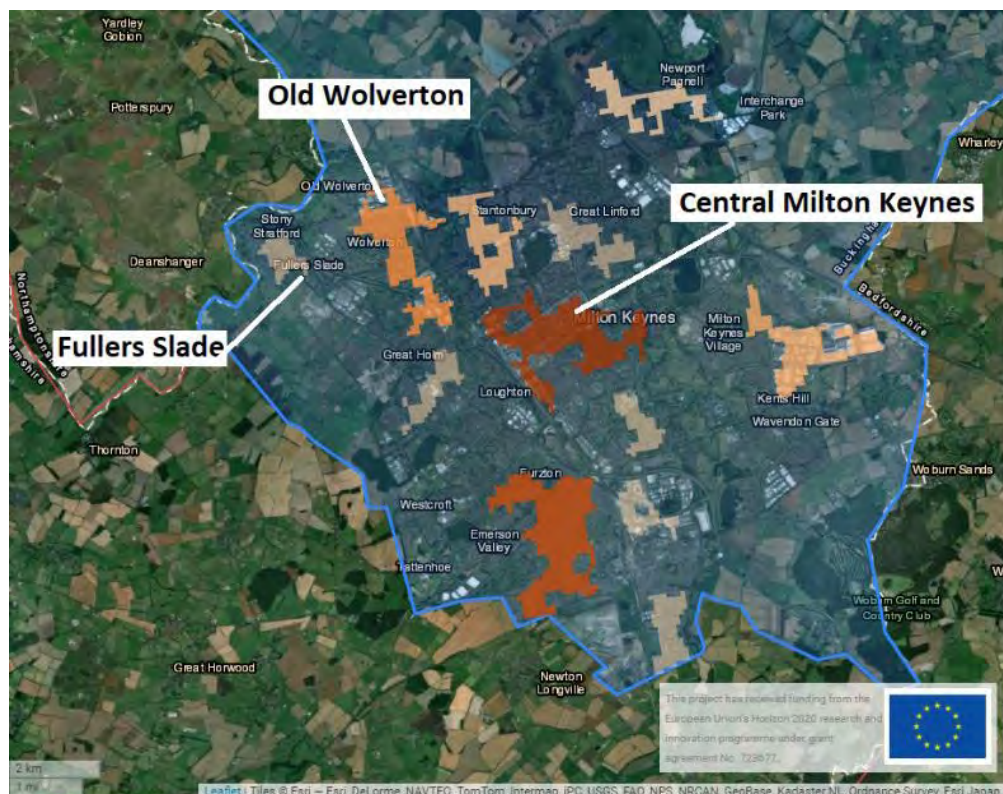 Yardley
Gobion
Newport
Pagnell
Old Wolverton
Interchange
Park
Potterspury
Wharley
Old Wolverton
Central Milton Keynes
Stony
Stratford
Stantonbury
Great Linford
Wolverton
Deanshanger
Fullers Slade
Buckingha
Bedfordshire
Northamptonshire
hamshire
Milton Keynes
Milton
Keynes
Village
Fullers Slade
Great Holm
Loughton
Kents Hill
Wavendon Gate
Thornton
Woburn Sands
Furzton
Westcroft
Emerson
Valley
Tattenhoe
W
Woburn Golf and
Country Club
Great Horwood
Newton
Longville
This project has received funding from the
European Union's Horizon 2020 research and
innovation programme under grant
agreement No. 723677.
2 km
1 mi
Leaflet | Tiles © Esri — Esri, DeLorme, NAVTEQ, TomTom, Intermap, iPC, USGS, FAO, NPS, NRCAN, GeoBase, Kadaster NL, Ordnance Survey, Esri Japan